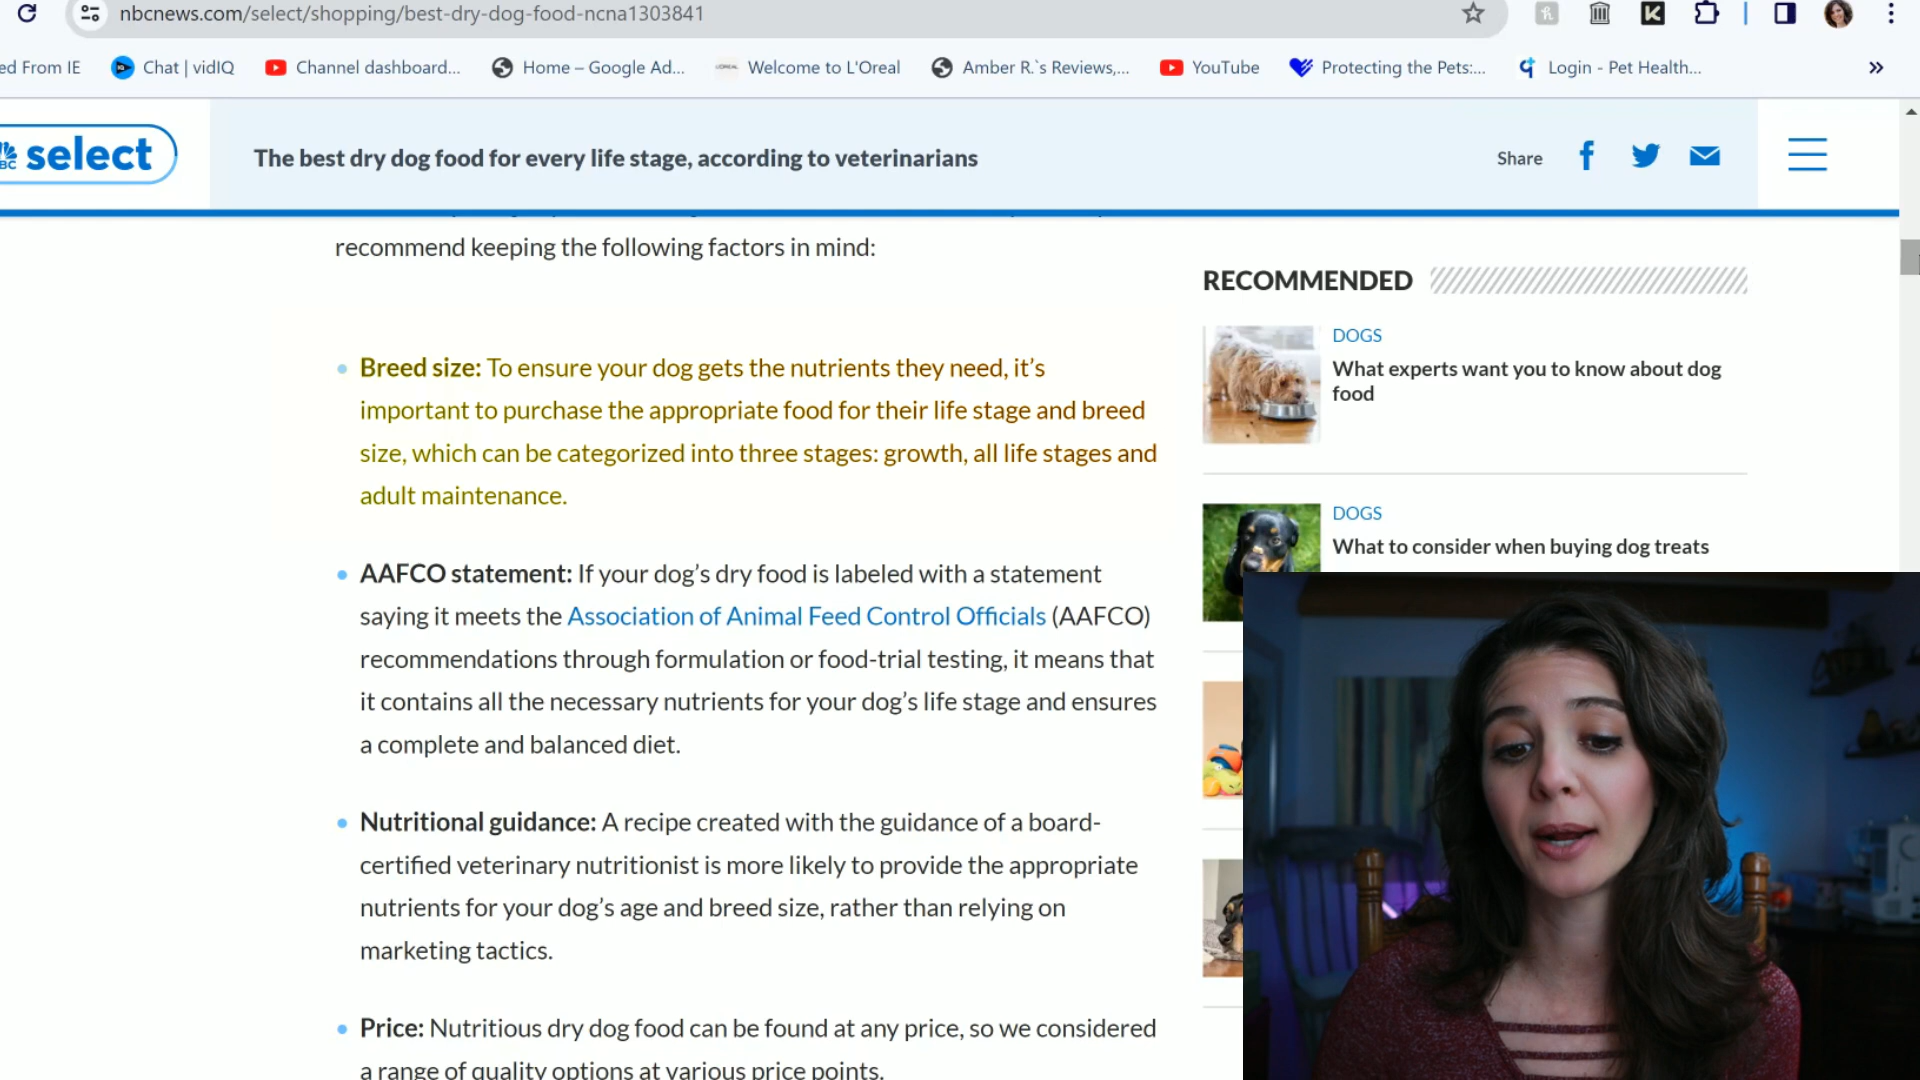 nbcnews.com/select/shopping/best-dry-dog-food-ncna1303841
ed From IE
Chat | vidIQ
Channel dashboard...
Home – Google Ad...
Welcome to L'Oreal
Amber R.`s Reviews,...
YouTube
Protecting the Pets:...
Login - Pet Health...
select
The best dry dog food for every life stage, according to veterinarians
Share
recommend keeping the following factors in mind:
• Breed size: To ensure your dog gets the nutrients they need, it’s
important to purchase the appropriate food for their life stage and breed
size, which can be categorized into three stages: growth, all life stages and
adult maintenance.
• AAFCO statement: If your dog’s dry food is labeled with a statement
saying it meets the Association of Animal Feed Control Officials (AAFCO)
recommendations through formulation or food-trial testing, it means that
it contains all the necessary nutrients for your dog’s life stage and ensures
a complete and balanced diet.
• Nutritional guidance: A recipe created with the guidance of a board-
certified veterinary nutritionist is more likely to provide the appropriate
nutrients for your dog’s age and breed size, rather than relying on
marketing tactics.
• Price: Nutritious dry dog food can be found at any price, so we considered
a range of quality options at various price points.
RECOMMENDED
DOGS
What experts want you to know about dog
food
DOGS
What to consider when buying dog treats